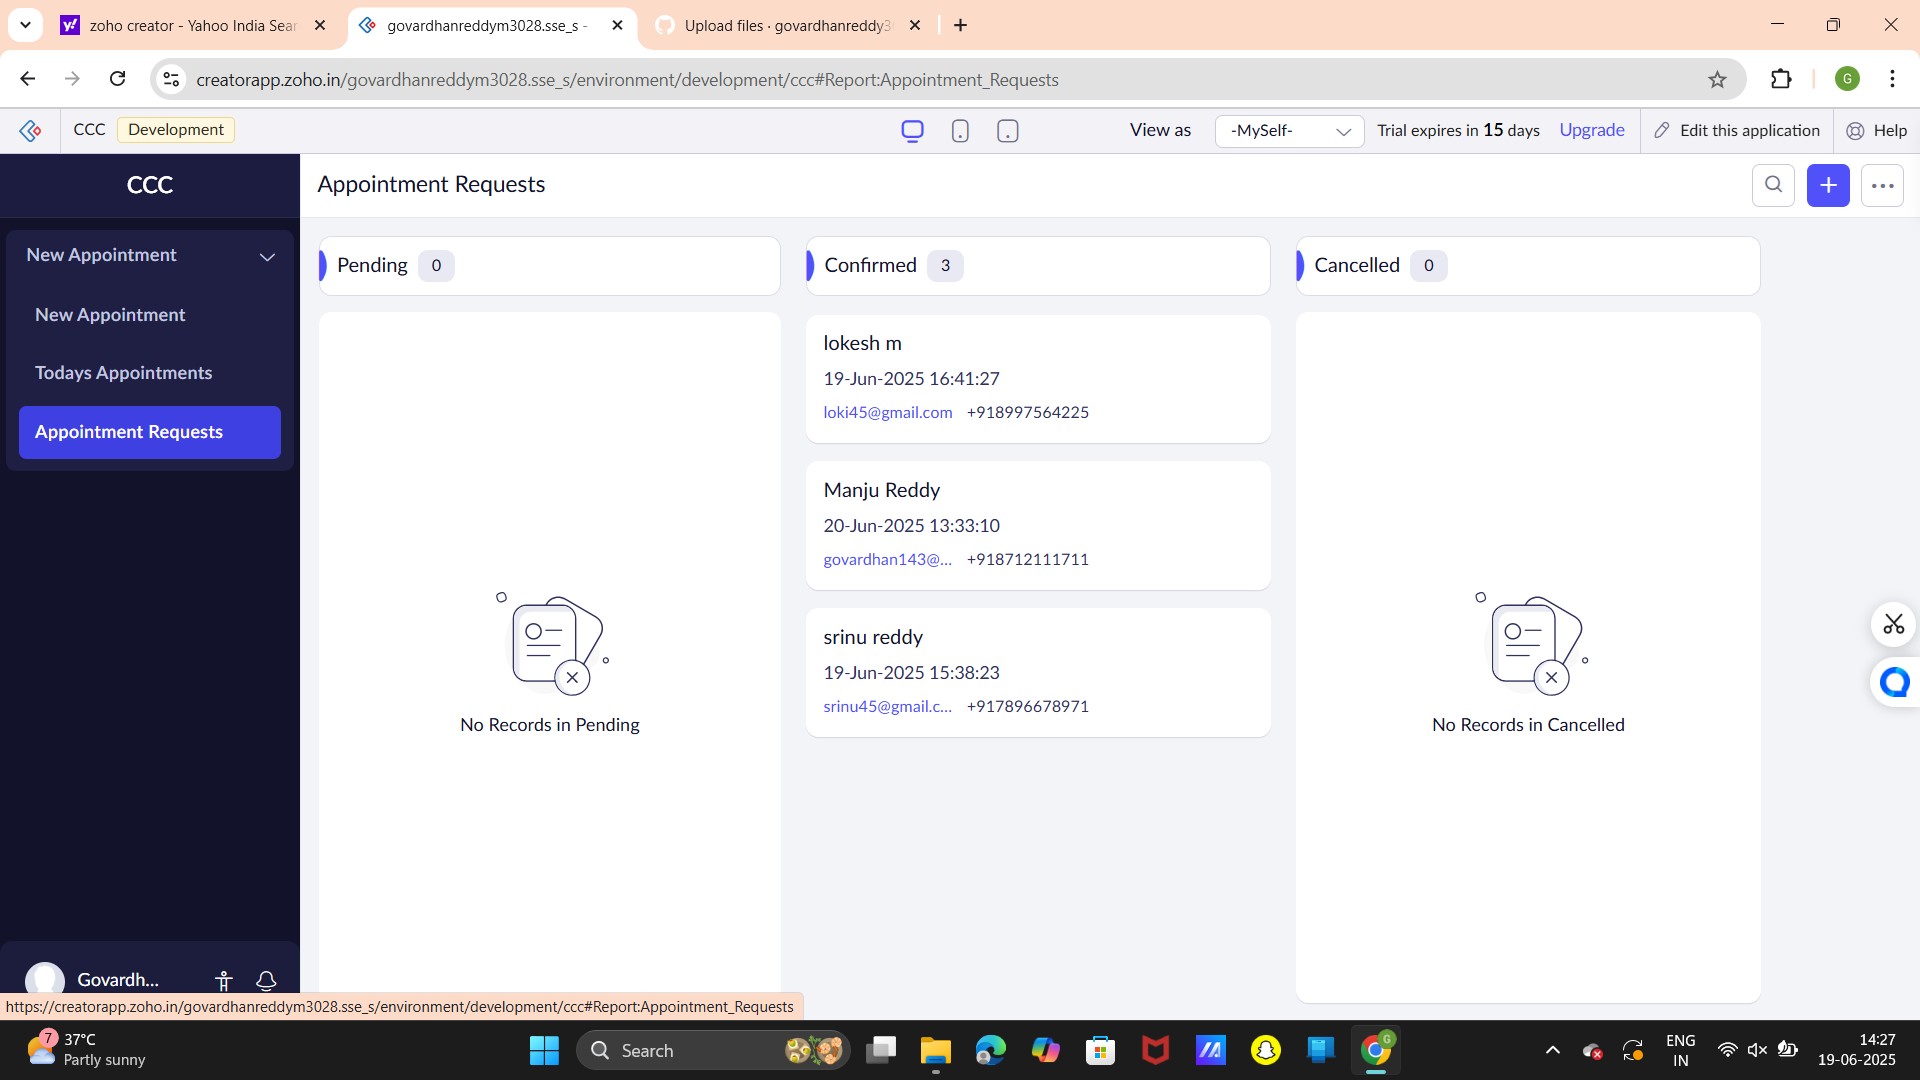 zoho creator - Yahoo India Sear
govardhanreddym3028.sse_s -
Upload files · govardhanreddy3
creatorapp.zoho.in/govardhanreddym3028.sse_s/environment/development/ccc#Report:Appointment_Requests
G
CCC
Development
View as
-MySelf-
Trial expires in 15 days
Upgrade
Edit this application
Help
CCC
New Appointment
New Appointment
Todays Appointments
Appointment Requests
Appointment Requests
Pending 0
No Records in Pending
Confirmed 3
lokesh m
19-Jun-2025 16:41:27
loki45@gmail.com +918997564225
Manju Reddy
20-Jun-2025 13:33:10
govardhan143@... +918712111711
srinu reddy
19-Jun-2025 15:38:23
srinu45@gmail.c... +917896678971
Cancelled 0
No Records in Cancelled
Govardh...
https://creatorapp.zoho.in/govardhanreddym3028.sse_s/environment/development/ccc#Report:Appointment_Requests
7
37°C
Partly sunny
Search
G
ENG
IN
14:27
19-06-2025